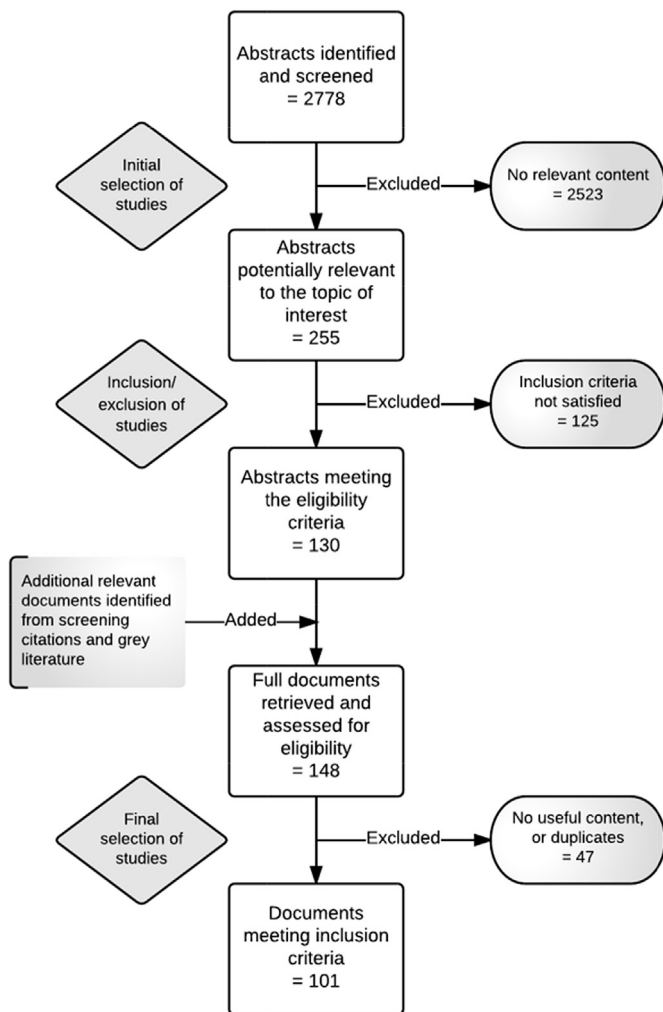 Abstracts identified
and screened
= 2778
Initial
selection of
studies
Excluded
No relevant content
= 2523
Abstracts
potentially relevant
to the topic of
interest
= 255
Inclusion/
exclusion of
studies
Excluded
Inclusion criteria
not satisfied
= 125
Abstracts meeting
the eligibility
criteria
= 130
Additional relevant
documents identified
from screening
citations and grey
literature
Added
Full documents
retrieved and
assessed for
eligibility
= 148
Final
selection of
studies
Excluded
No useful content,
or duplicates
= 47
Documents
meeting inclusion
criteria
= 101